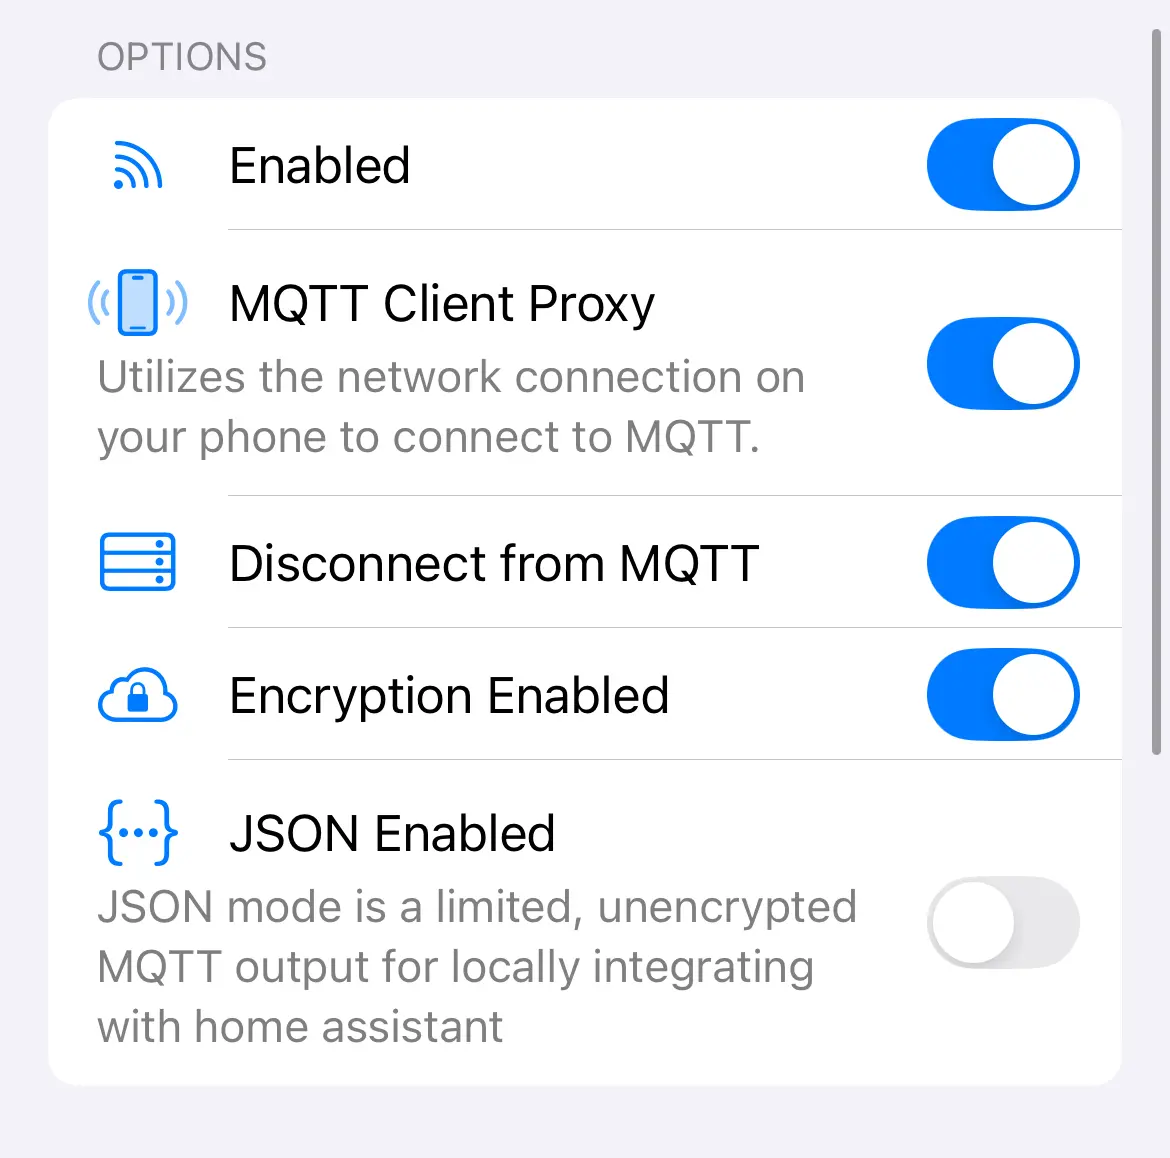 OPTIONS
Enabled
MQTT Client Proxy
Utilizes the network connection on
your phone to connect to MQTT.
Disconnect from MQTT
Encryption Enabled
JSON Enabled
JSON mode is a limited, unencrypted
MQTT output for locally integrating
with home assistant